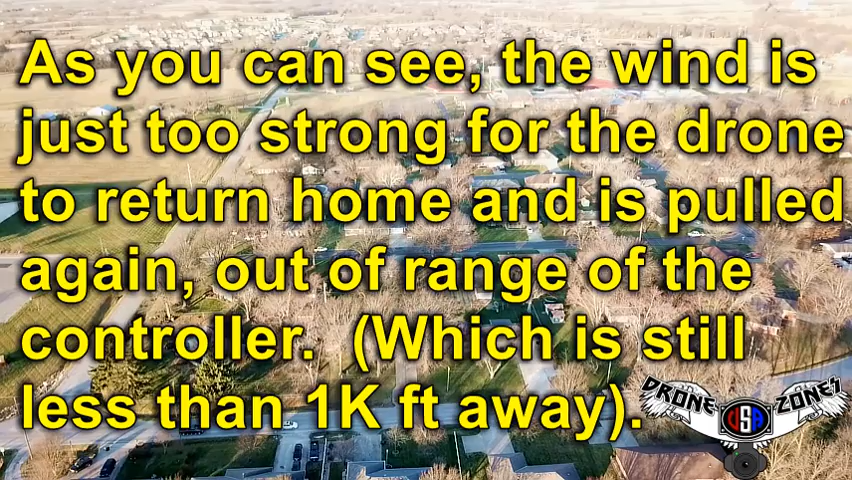 As you can see, the wind is
just too strong for the drone
to return home and is pulled
again, out of range of the
controller.  (Which is still
less than 1K ft away).
DRONE USA ZONES